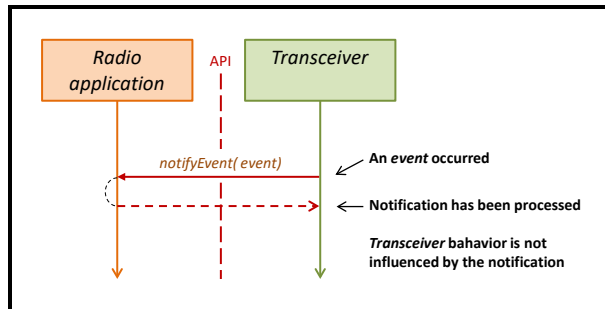 Radio
application
API
Transceiver
notifyEvent( event)
An event occurred
Notification has been processed
Transceiver bahavior is not
influenced by the notification